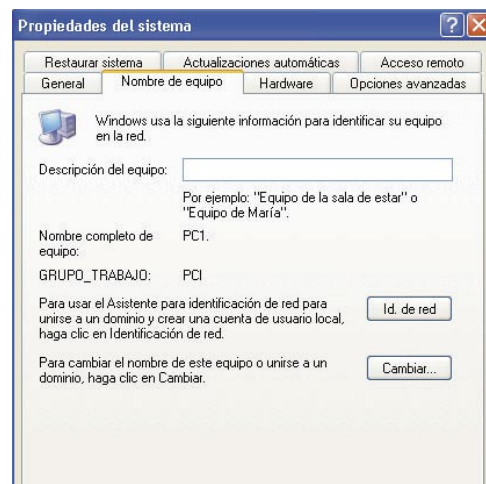 Propiedades del sistema
Restaurar sistema Actualizaciones automáticas Acceso remoto
General Nombre de equipo Hardware Opciones avanzadas
Windows usa la siguiente información para identificar su equipo
en la red.
Descripción del equipo:
Por ejemplo: "Equipo de la sala de estar" o
"Equipo de María".
Nombre completo de PC1.
equipo:
GRUPO_TRABAJO: PCI
Para usar el Asistente para identificación de red para
unirse a un dominio y crear una cuenta de usuario local,
haga clic en Identificación
de red.
Id. de red
Para cambiar el nombre de este equipo o unirse a un
dominio, haga clic en Cambiar.
Cambiar...